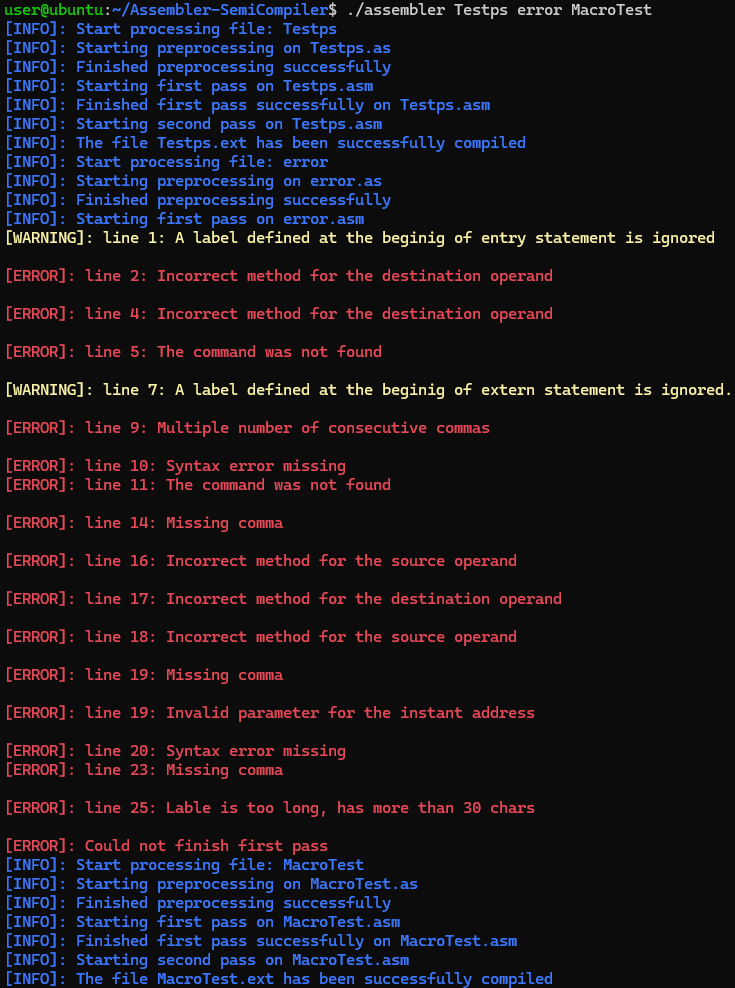 user@ubuntu:~/Assembler-SemiCompiler$ ./assembler Testps error MacroTest
[INFO]: Start processing file: Testps
[INFO]: Starting preprocessing on Testps.as
[INFO]: Finished preprocessing successfully
[INFO]: Starting first pass on Testps.asm
[INFO]: Finished first pass successfully on Testps.asm
[INFO]: Starting second pass on Testps.asm
[INFO]: The file Testps.ext has been successfully compiled
[INFO]: Start processing file: error
[INFO]: Starting preprocessing on error.as
[INFO]: Finished preprocessing successfully
[INFO]: Starting first pass on error.asm
[WARNING]: line 1: A label defined at the beginig of entry statement is ignored
[ERROR]: line 2: Incorrect method for the destination operand
[ERROR]: line 4: Incorrect method for the destination operand
[ERROR]: line 5: The command was not found
[WARNING]: line 7: A label defined at the beginig of extern statement is ignored.
[ERROR]: line 9: Multiple number of consecutive commas
[ERROR]: line 10: Syntax error missing
[ERROR]: line 11: The command was not found
[ERROR]: line 14: Missing comma
[ERROR]: line 16: Incorrect method for the source operand
[ERROR]: line 17: Incorrect method for the destination operand
[ERROR]: line 18: Incorrect method for the source operand
[ERROR]: line 19: Missing comma
[ERROR]: line 19: Invalid parameter for the instant address
[ERROR]: line 20: Syntax error missing
[ERROR]: line 23: Missing comma
[ERROR]: line 25: Lable is too long, has more than 30 chars
[ERROR]: Could not finish first pass
[INFO]: Start processing file: MacroTest
[INFO]: Starting preprocessing on MacroTest.as
[INFO]: Finished preprocessing successfully
[INFO]: Starting first pass on MacroTest.asm
[INFO]: Finished first pass successfully on MacroTest.asm
[INFO]: Starting second pass on MacroTest.asm
[INFO]: The file MacroTest.ext has been successfully compiled